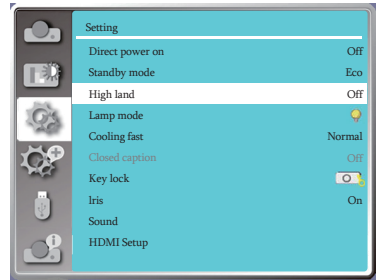 Setting
Direct power on Off
Standby mode Eco
High land Off
Lamp mode
Cooling fast Normal
Closed caption Off
Key lock
Iris On
Sound
HDMI Setup